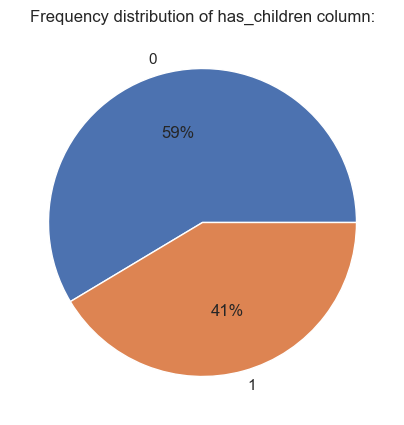 Frequency distribution of has_children column:
0
59%
41%
1